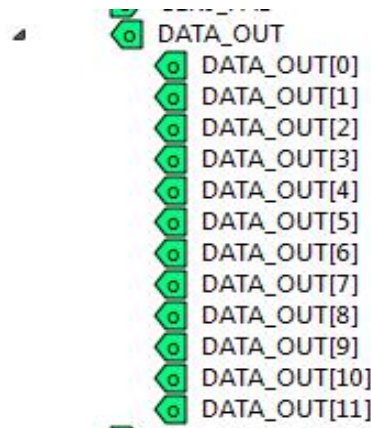 DATA_OUT
o DATA_OUT[0]
o DATA_OUT[1]
o DATA_OUT[2]
o DATA_OUT[3]
o DATA_OUT[4]
o DATA_OUT[5]
o DATA_OUT[6]
o DATA_OUT[7]
o DATA_OUT[8]
o DATA_OUT[9]
o DATA_OUT[10]
o DATA_OUT[11]